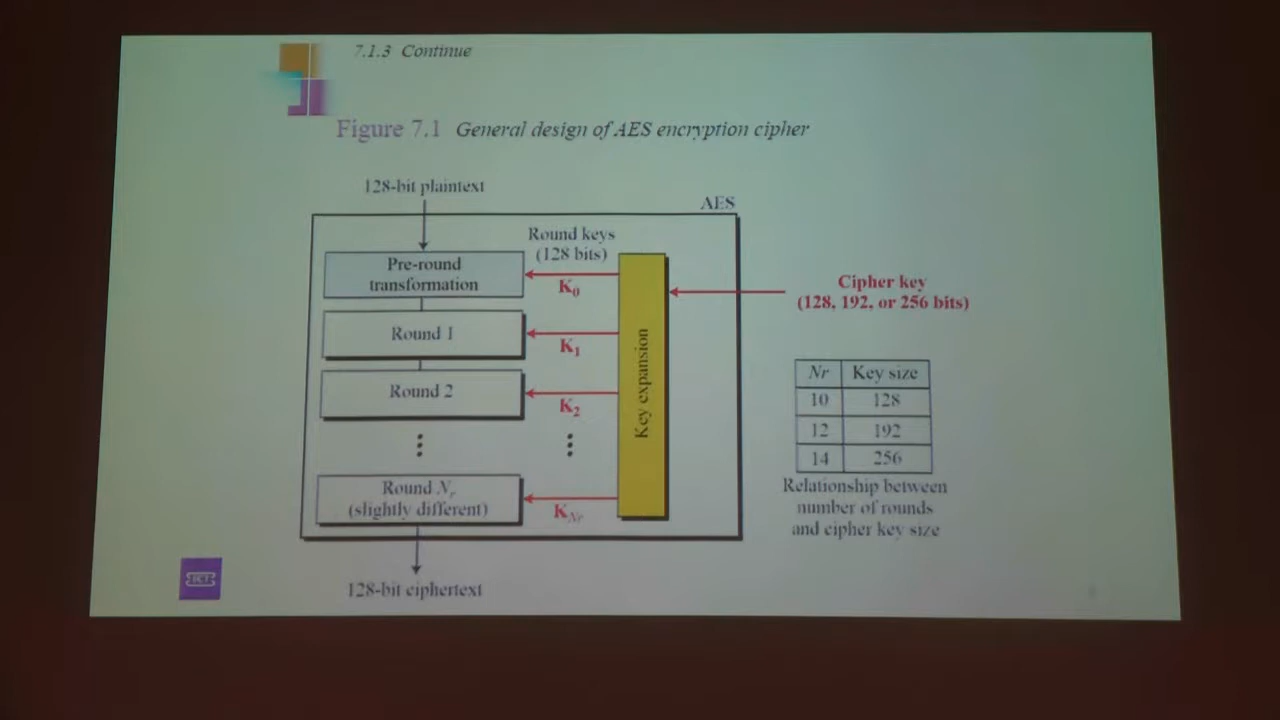 7.1.3 Continue
Figure 7.1 General design of AES encryption cipher
128-bit plaintext
AES
Round keys
(128 bits)
Pre-round
transformation
K0
Cipher key
(128, 192, or 256 bits)
Round 1
K1
Round 2
K2
Key expansion
Nr Key size
10 128
12 192
14 256
Relationship between
number of rounds
and cipher key size
Round Nr
(slightly different)
KNr
128-bit ciphertext